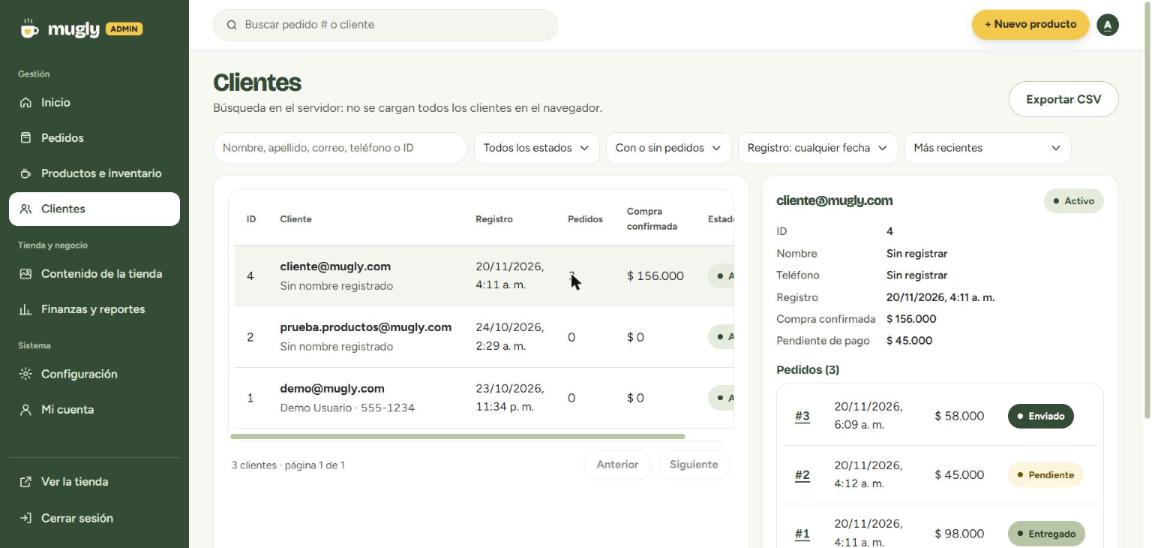 mugly ADMIN
Buscar pedido # o cliente
+ Nuevo producto
A
Gestión
Inicio
Pedidos
Productos e inventario
Clientes
Tienda y negocio
Contenido de la tienda
Finanzas y reportes
Sistema
Configuración
Mi cuenta
Ver la tienda
Cerrar sesión
Clientes
Búsqueda en el servidor: no se cargan todos los clientes en el navegador.
Exportar CSV
Nombre, apellido, correo, teléfono o ID
Todos los estados
Con o sin pedidos
Registro: cualquier fecha
Más recientes
ID Cliente Registro Pedidos Compra confirmada
4 cliente@mugly.com 20/11/2026, $ 156.000
Sin nombre registrado 4:11 a. m.
2 prueba.productos@mugly.com 24/10/2026, 0 $ 0
Sin nombre registrado 2:29 a. m.
1 demo@mugly.com 23/10/2026, 0 $ 0
Demo Usuario · 555-1234 11:34 p. m.
3 clientes · página 1 de 1
Anterior
Siguiente
cliente@mugly.com
Activo
ID 4
Nombre Sin registrar
Teléfono Sin registrar
Registro 20/11/2026, 4:11 a. m.
Compra confirmada $ 156.000
Pendiente de pago $ 45.000
Pedidos (3)
#3 20/11/2026, 6:09 a. m. $ 58.000 Enviado
#2 20/11/2026, 4:12 a. m. $ 45.000 Pendiente
#1 20/11/2026, 4:11 a. m. $ 98.000 Entregado